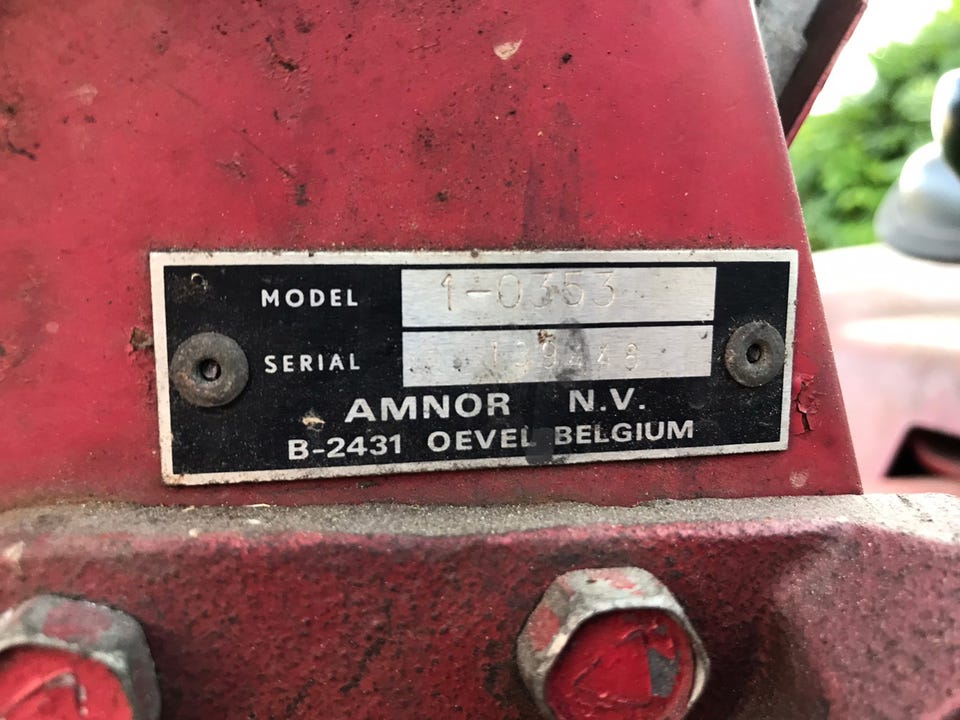 MODEL 1-0353
SERIAL
AMNOR N.V.
B-2431 OEVEL BELGIUM